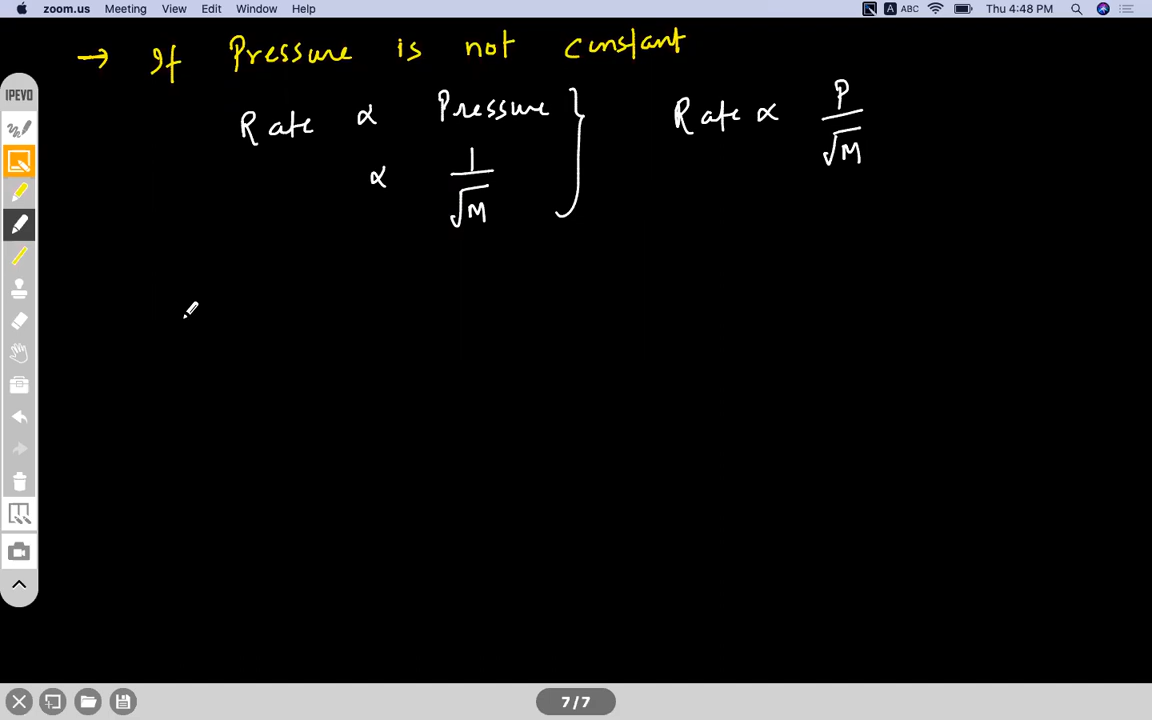 zoom.us Meeting View Edit Window Help A ABC Thu 4:48 PM
→ If Pressure is not constant
IPEVO
Rate ∝ Pressure } Rate ∝ P/√M
∝ 1/√M
7/7